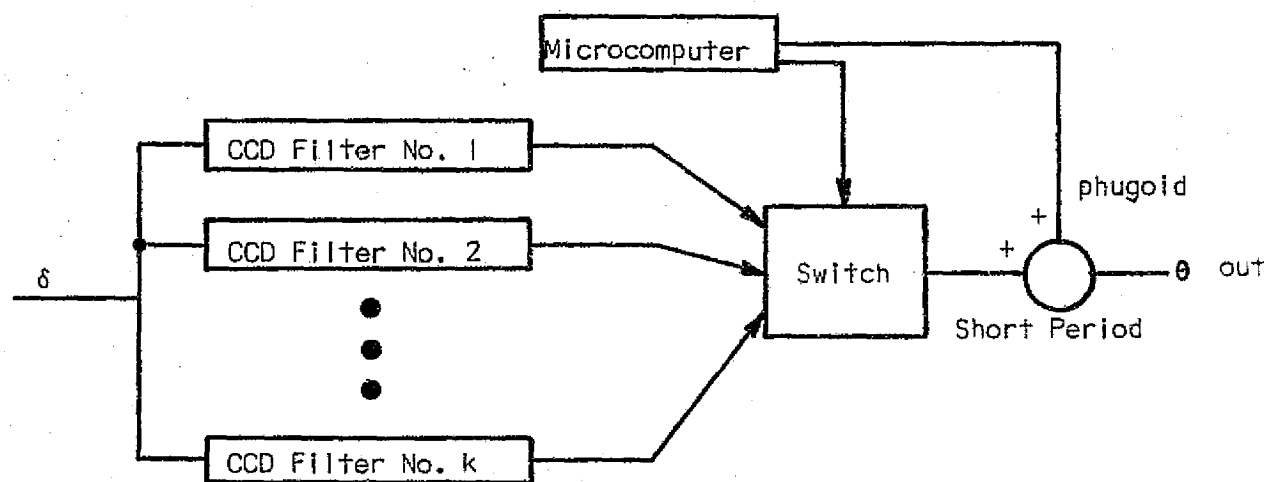 Microcomputer
CCD Filter No. 1
phugoid
+
CCD Filter No. 2
+
Switch
θ out
δ
Short Period
CCD Filter No. k